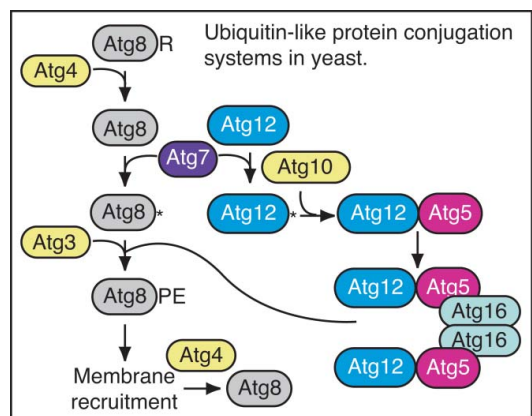 Ubiquitin-like protein conjugation
systems in yeast.
Atg8 R
Atg4
Atg8
Atg12
Atg7
Atg10
Atg8 *
Atg12 *
Atg12 Atg5
Atg3
Atg8 PE
Atg12 Atg5
Atg16
Atg16
Atg12 Atg5
Atg4
Membrane
recruitment
Atg8